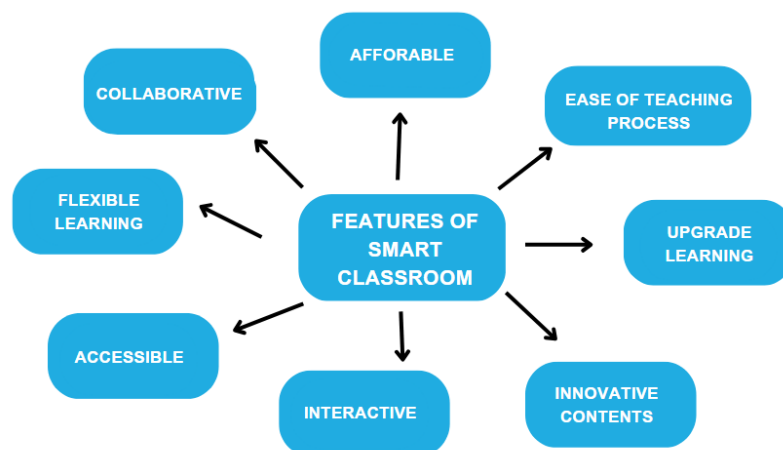 AFFORABLE
COLLABORATIVE
EASE OF TEACHING
PROCESS
FLEXIBLE
LEARNING
FEATURES OF
SMART
CLASSROOM
UPGRADE
LEARNING
ACCESSIBLE
INTERACTIVE
INNOVATIVE
CONTENTS